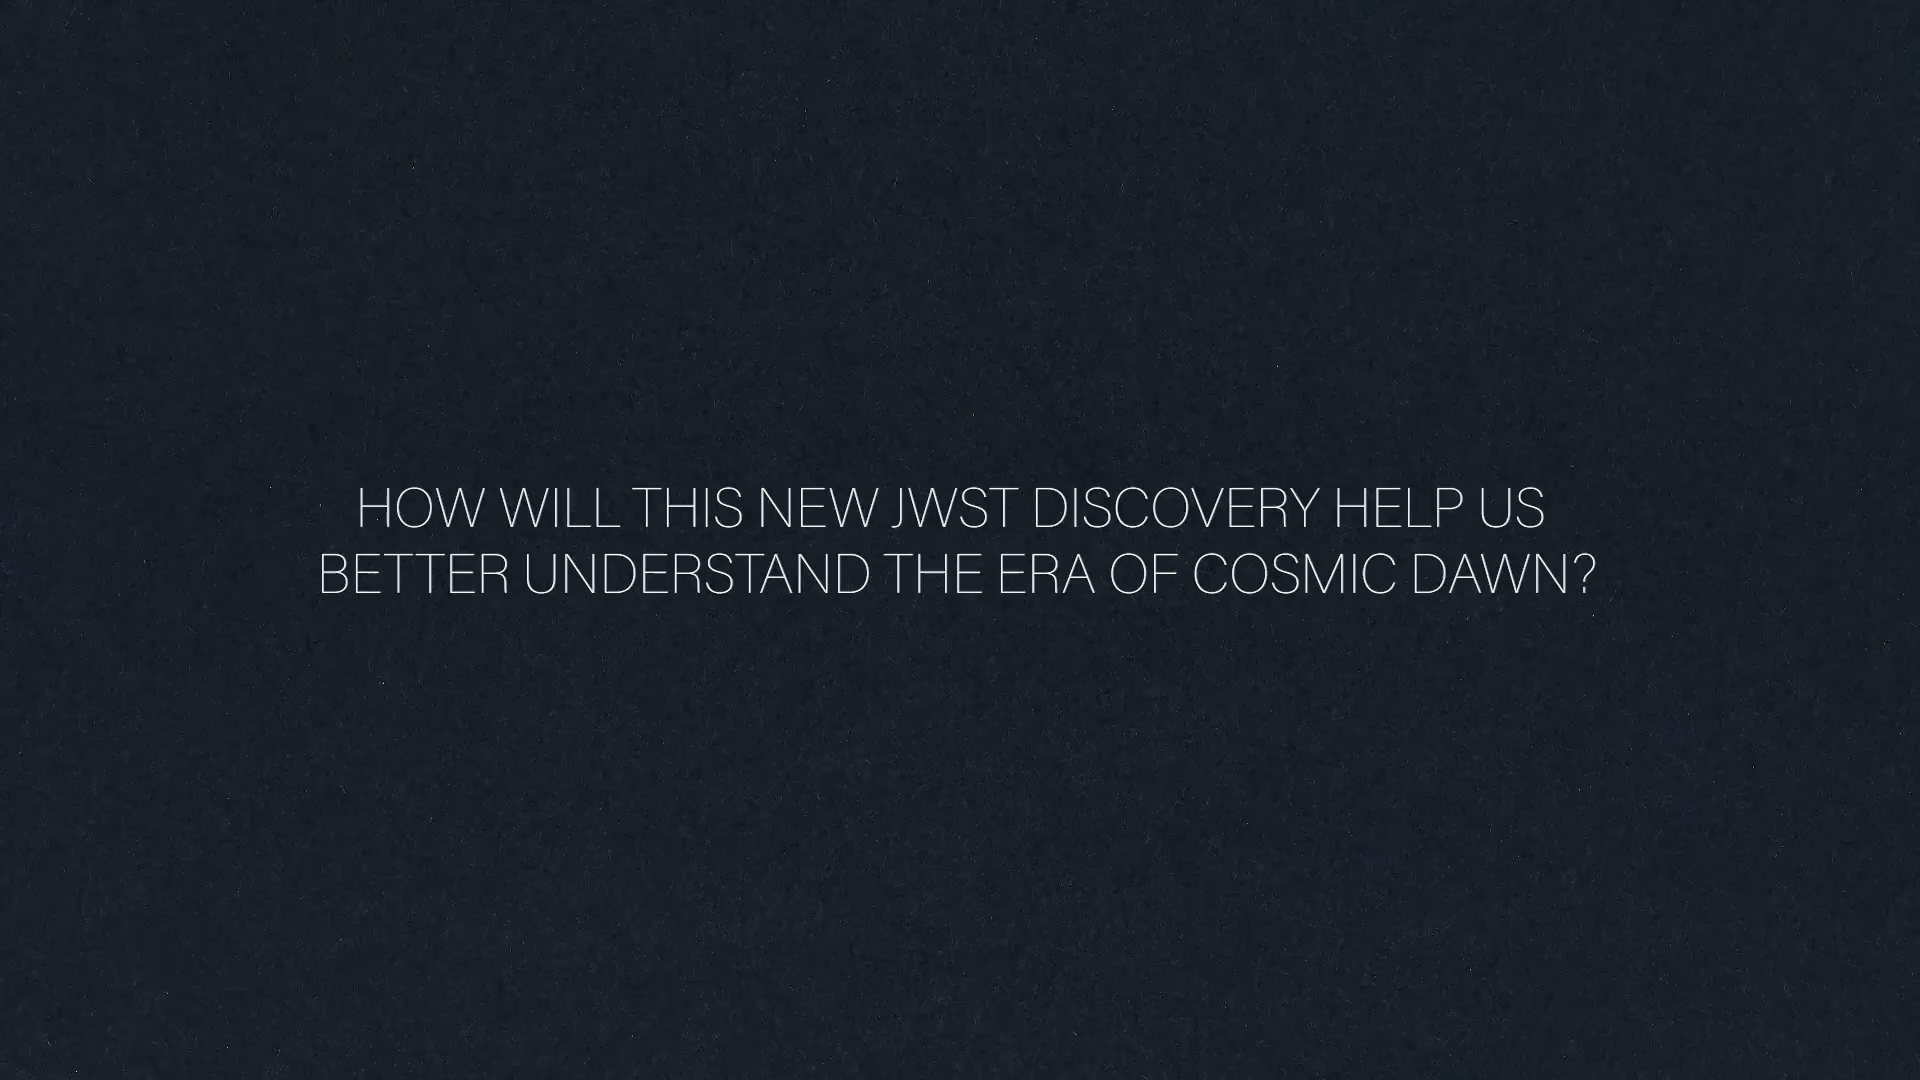 HOW WILL THIS NEW JWST DISCOVERY HELP US
BETTER UNDERSTAND THE ERA OF COSMIC DAWN?